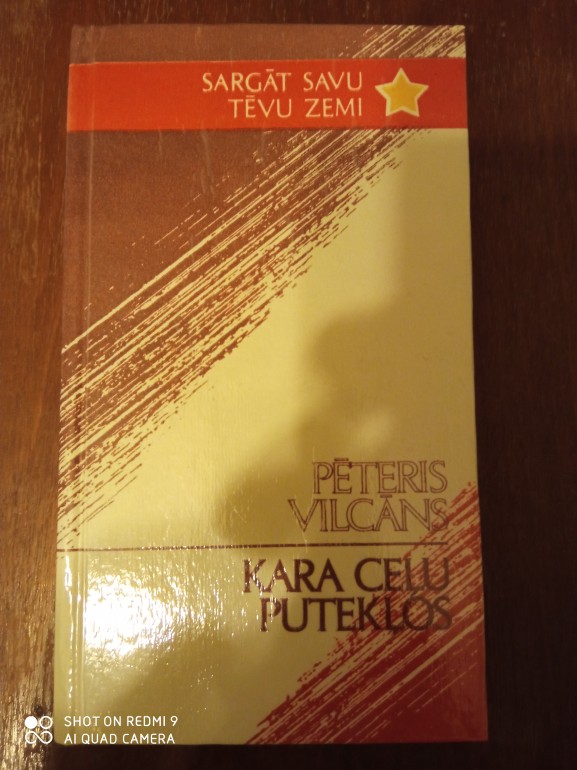 SARGĀT SAVU
TĒVU ZEMI
PĒTERIS
VILCĀNS
KARA CEĻU
PUTEKĻOS
SHOT ON REDMI 9
AI QUAD CAMERA